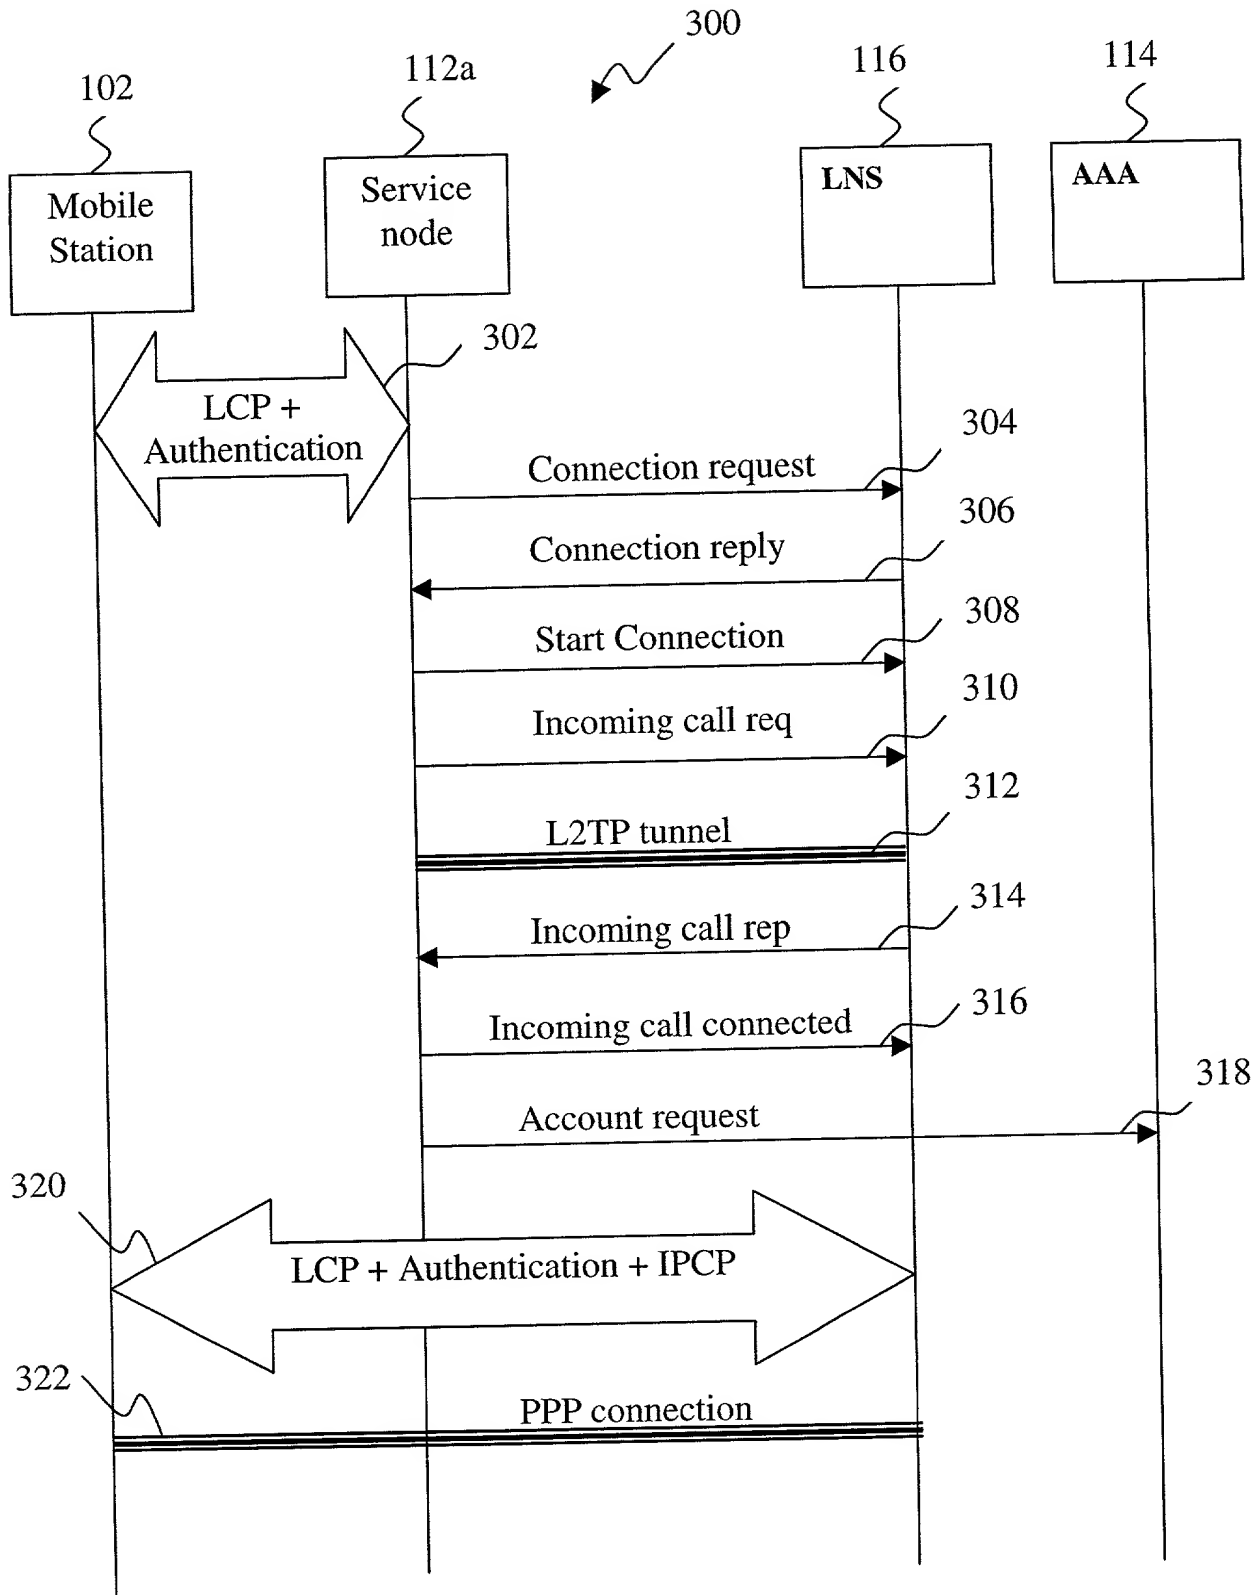 300
102
112a
116
114
Mobile
Station
Service
node
LNS
AAA
302
LCP +
Authentication
304
Connection request
306
Connection reply
308
Start Connection
310
Incoming call req
312
L2TP tunnel
314
Incoming call rep
316
Incoming call connected
318
Account request
320
LCP + Authentication + IPCP
322
PPP connection